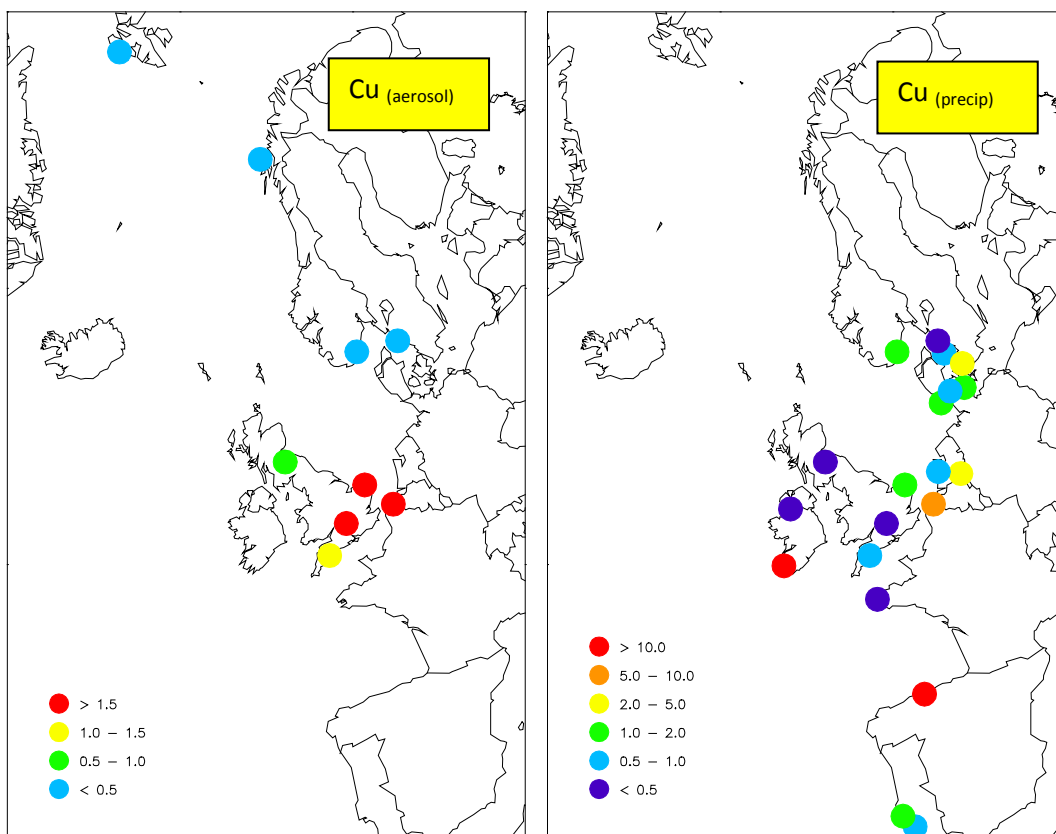 Cu (aerosol)
> 1.5
1.0 – 1.5
0.5 – 1.0
< 0.5
Cu (precip)
> 10.0
5.0 – 10.0
2.0 – 5.0
1.0 – 2.0
0.5 – 1.0
< 0.5